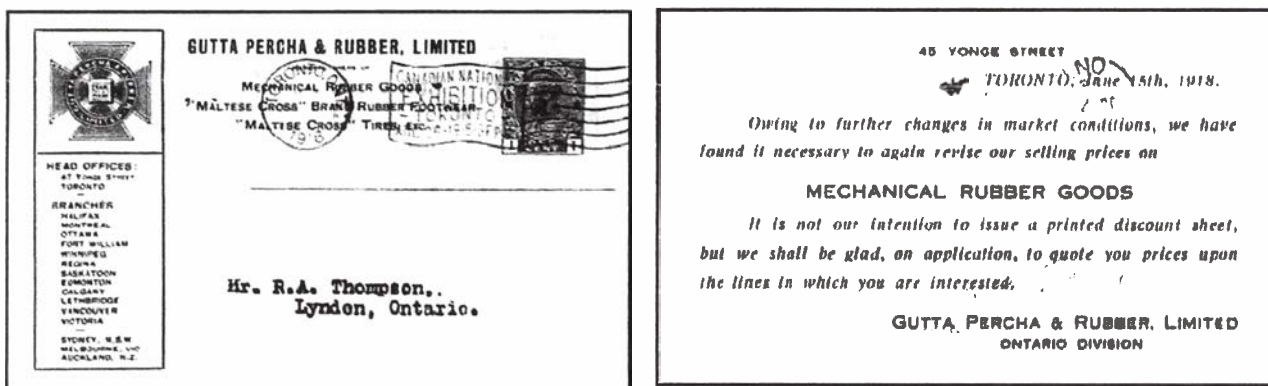 GUTTA PERCHA & RUBBER, LIMITED
MECHANICAL RUBBER GOODS
"MALTESE CROSS" BRAND RUBBER FOOTWEAR
"MALTESE CROSS" TIRES, ETC.
TORONTO
1918
CANADIAN NATION
EXHIBITION
TORONTO
HEAD OFFICES:
47 YONGE STREET
TORONTO
BRANCHES
HALIFAX
MONTREAL
OTTAWA
FORT WILLIAM
WINNIPEG
REGINA
SASKATOON
EDMONTON
CALGARY
LETHBRIDGE
VANCOUVER
VICTORIA
SYDNEY, N.S.W
MELBOURNE, VIC
AUCKLAND, N.Z.
Mr. R.A. Thompson,.
Lyndon, Ontario.
45 YONGE STREET
TORONTO, June 15th, 1918.
NO
Owing to further changes in market conditions, we have
found it necessary to again revise our selling prices on
MECHANICAL RUBBER GOODS
It is not our intention to issue a printed discount sheet,
but we shall be glad, on application, to quote you prices upon
the lines in which you are interested.
GUTTA PERCHA & RUBBER, LIMITED
ONTARIO DIVISION